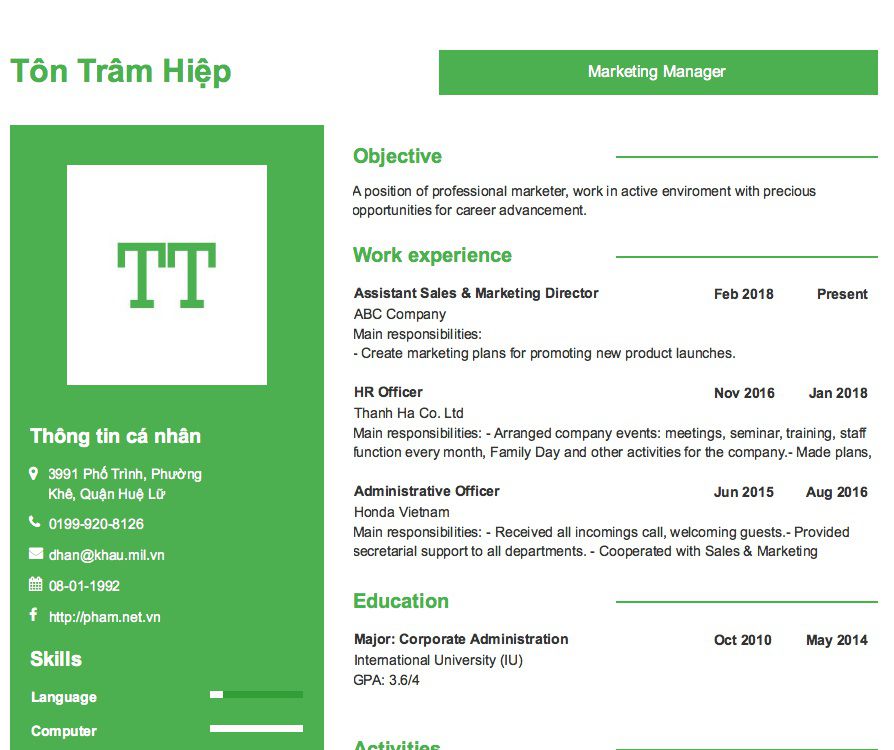 Tôn Trâm Hiệp
Marketing Manager
TT
Thông tin cá nhân
3991 Phố Trình, Phường
Khê, Quận Huệ Lữ
0199-920-8126
dhan@khau.mil.vn
08-01-1992
http://pham.net.vn
Skills
Language
Computer
Objective
A position of professional marketer, work in active enviroment with precious
opportunities for career advancement.
Work experience
Assistant Sales & Marketing Director Feb 2018 Present
ABC Company
Main responsibilities:
- Create marketing plans for promoting new product launches.
HR Officer Nov 2016 Jan 2018
Thanh Ha Co. Ltd
Main responsibilities: - Arranged company events: meetings, seminar, training, staff
function every month, Family Day and other activities for the company.- Made plans,
Administrative Officer Jun 2015 Aug 2016
Honda Vietnam
Main responsibilities: - Received all incomings call, welcoming guests.- Provided
secretarial support to all departments. - Cooperated with Sales & Marketing
Education
Major: Corporate Administration Oct 2010 May 2014
International University (IU)
GPA: 3.6/4
Activities